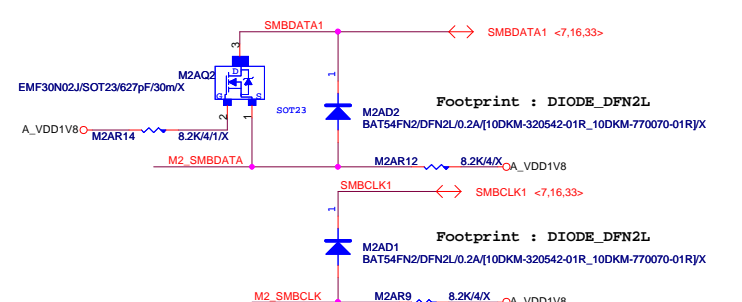 SMBDATA1
SMBDATA1 <7,16,33>
3
M2AQ2
D
G
S
EMF30N02J/SOT23/627pF/30m/X
SOT23
1
2
1
M2AD2
Footprint : DIODE_DFN2L
BAT54FN2/DFN2L/0.2A/[10DKM-320542-01R_10DKM-770070-01R]/X
A_VDD1V8
M2AR14
8.2K/4/1/X
M2_SMBDATA
M2AR12
8.2K/4/X
A_VDD1V8
SMBCLK1
SMBCLK1 <7,16,33>
1
Footprint : DIODE_DFN2L
M2AD1
BAT54FN2/DFN2L/0.2A/[10DKM-320542-01R_10DKM-770070-01R]/X
M2_SMBCLK
M2AR9
8.2K/4/X
A_VDD1V8